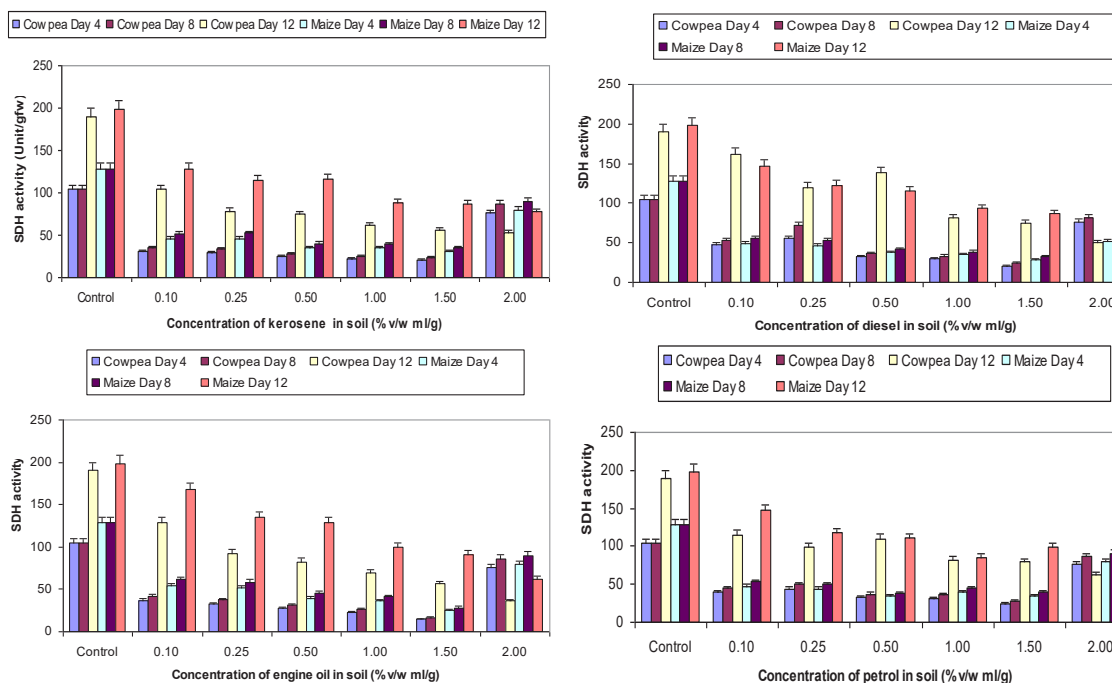 Cowpea Day 4 Cowpea Day 8 Cowpea Day 12 Maize Day 4 Maize Day 8 Maize Day 12
SDH activity (Unit/gfw)
250
200
150
100
50
0
Control 0.10 0.25 0.50 1.00 1.50 2.00
Concentration of kerosene in soil (%v/w ml/g)
Cowpea Day 4 Cowpea Day 8 Cowpea Day 12 Maize Day 4
Maize Day 8 Maize Day 12
SDH activity
250
200
150
100
50
0
Control 0.10 0.25 0.50 1.00 1.50 2.00
Concentration of diesel in soil (%v/w ml/g)
Cowpea Day 4 Cowpea Day 8 Cowpea Day 12 Maize Day 4
Maize Day 8 Maize Day 12
SDH activity
250
200
150
100
50
0
Control 0.10 0.25 0.50 1.00 1.50 2.00
Concentration of engine oil in soil (%v/w ml/g)
Cowpea Day 4 Cowpea Day 8 Cowpea Day 12 Maize Day 4
Maize Day 8 Maize Day 12
SDH activity
250
200
150
100
50
0
Control 0.10 0.25 0.50 1.00 1.50 2.00
Concentration of petrol in soil (%v/w ml/g)